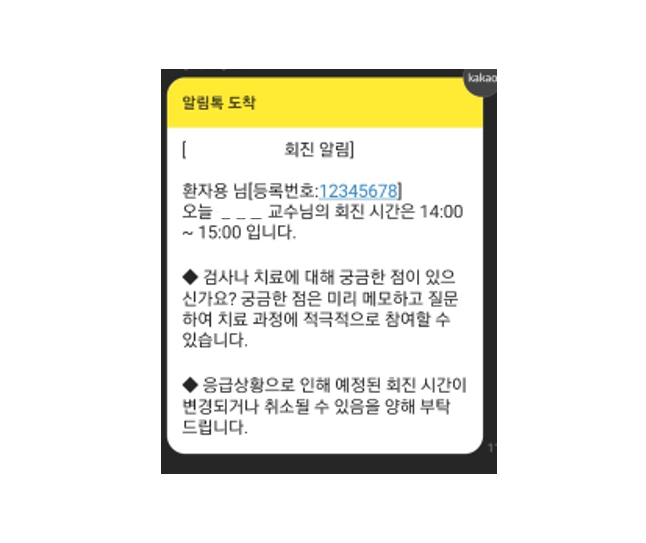 kakao
알림톡 도착
[ 회진 알림]
환자용 님[등록번호:12345678]
오늘 _ _ _ 교수님의 회진 시간은 14:00
~ 15:00 입니다.
◆ 검사나 치료에 대해 궁금한 점이 있으
신가요? 궁금한 점은 미리 메모하고 질문
하여 치료 과정에 적극적으로 참여할 수
있습니다.
◆ 응급상황으로 인해 예정된 회진 시간이
변경되거나 취소될 수 있음을 양해 부탁
드립니다.